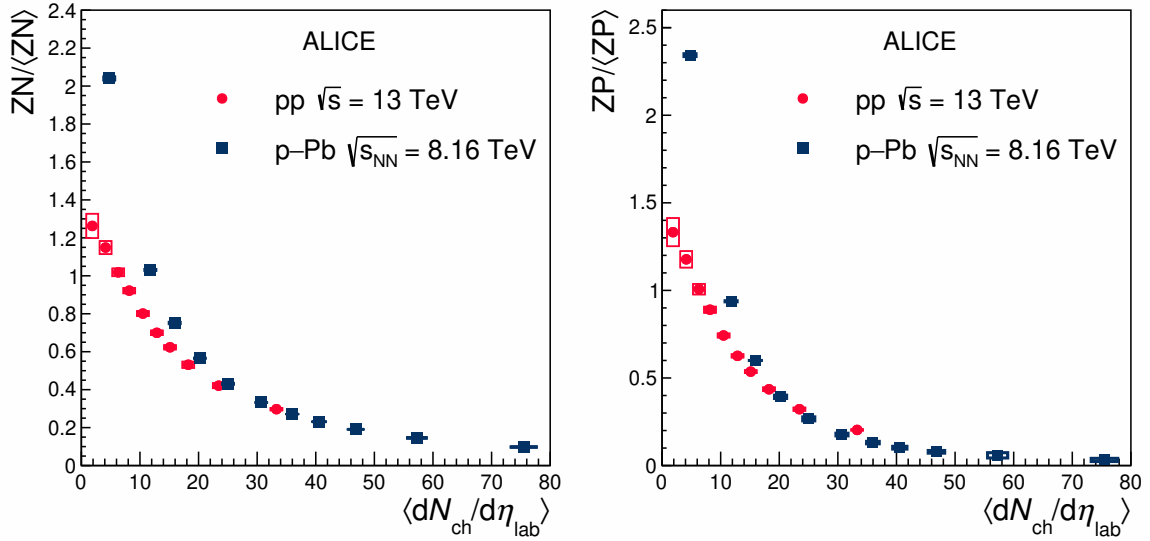 ZN/⟨ZN⟩
2.4
2.2
2
1.8
1.6
1.4
1.2
1
0.8
0.6
0.4
0.2
0
ALICE
pp √s = 13 TeV
p–Pb √s_NN = 8.16 TeV
0 10 20 30 40 50 60 70 80
⟨dN_ch/dη_lab⟩
ZP/⟨ZP⟩
2.5
2
1.5
1
0.5
0
ALICE
pp √s = 13 TeV
p–Pb √s_NN = 8.16 TeV
0 10 20 30 40 50 60 70 80
⟨dN_ch/dη_lab⟩